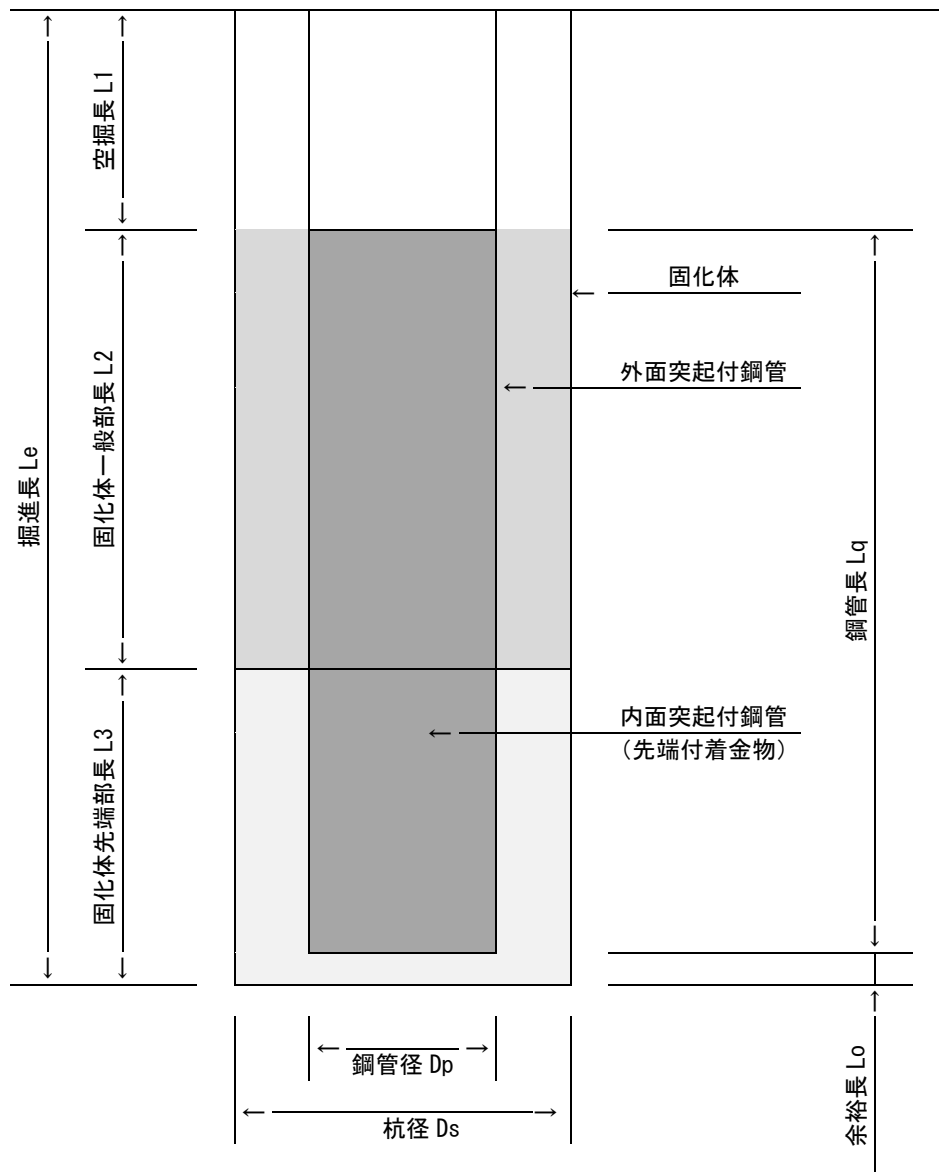 空掘長 L1
固化体一般部長 L2
固化体先端部長 L3
掘進長 Le
固化体
外面突起付鋼管
内面突起付鋼管
(先端付着金物)
鋼管長 Lq
余裕長 Lo
鋼管径 Dp
杭径 Ds